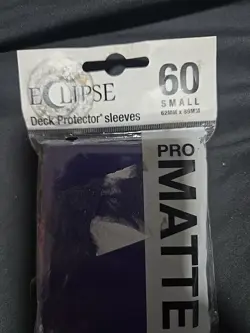 ECLIPSE
60
SMALL
62MM x 89MM
Deck Protector® sleeves
PRO
MATTE